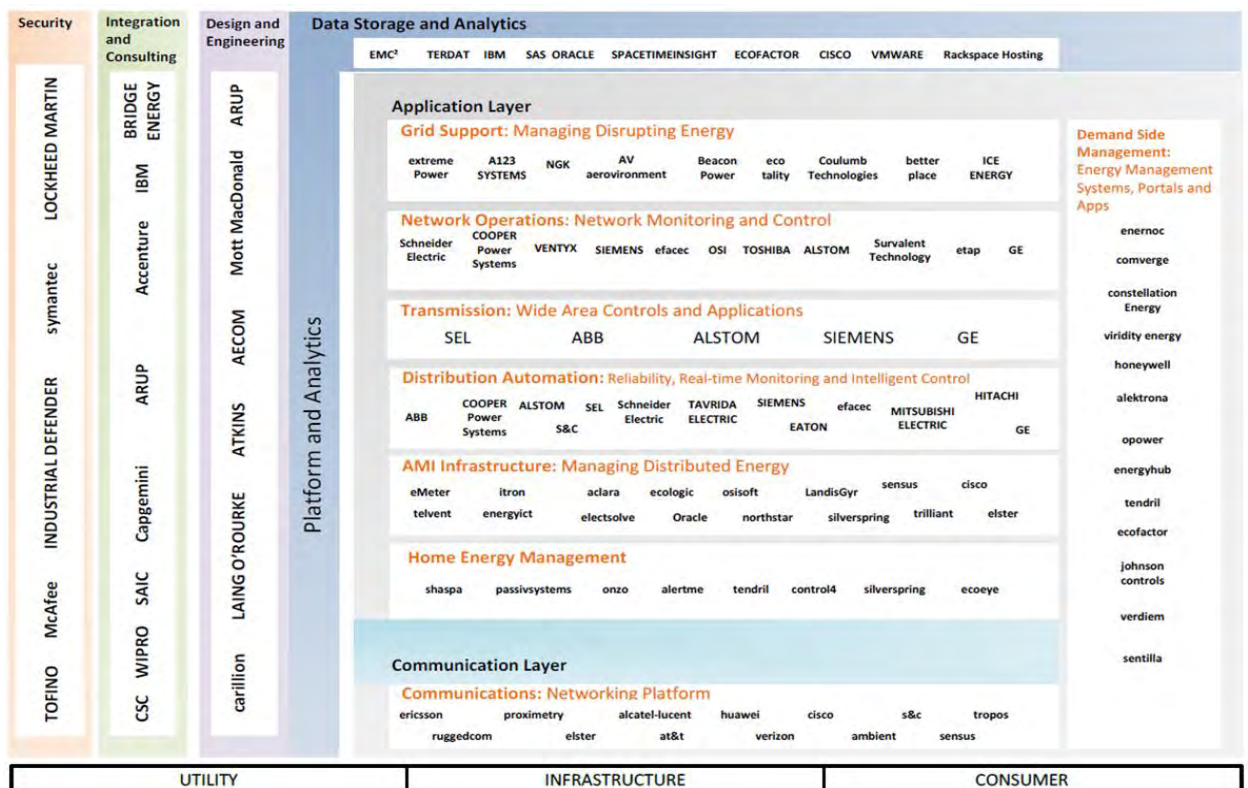 Security
LOCKHEED MARTIN
symantec
INDUSTRIAL DEFENDER
McAfee
TOFINO
Integration
and
Consulting
BRIDGE
ENERGY
IBM
Accenture
ARUP
Capgemini
SAIC
WIPRO
CSC
Design and
Engineering
ARUP
Mott MacDonald
AECOM
ATKINS
LAING O'ROURKE
carillion
Platform and Analytics
Data Storage and Analytics
EMC² TERDAT IBM SAS ORACLE SPACETIMEINSIGHT ECOFACTOR CISCO VMWARE Rackspace Hosting
Application Layer
Grid Support: Managing Disrupting Energy
extreme
Power
A123
SYSTEMS
NGK
AV
aerovironment
Beacon
Power
eco
tality
Coulumb
Technologies
better
place
ICE
ENERGY
Network Operations: Network Monitoring and Control
Schneider
Electric
COOPER
Power
Systems
VENTYX
SIEMENS
efacec
OSI
TOSHIBA
ALSTOM
Survalent
Technology
etap
GE
Transmission: Wide Area Controls and Applications
SEL ABB ALSTOM SIEMENS GE
Distribution Automation: Reliability, Real-time Monitoring and Intelligent Control
ABB
COOPER
Power
Systems
ALSTOM
S&C
SEL
Schneider
Electric
TAVRIDA
ELECTRIC
SIEMENS
EATON
efacec
MITSUBISHI
ELECTRIC
HITACHI
GE
AMI Infrastructure: Managing Distributed Energy
eMeter itron aclara ecologic osisoft LandisGyr sensus cisco
telvent energyict electsolve Oracle northstar silverspring trilliant elster
Home Energy Management
shaspa passivsystems onzo alertme tendril control4 silverspring ecoeye
Communication Layer
Communications: Networking Platform
ericsson proximetry alcatel-lucent huawei cisco s&c tropos
ruggedcom elster at&t verizon ambient sensus
Demand Side
Management:
Energy Management
Systems, Portals and
Apps
enernoc
comverge
constellation
Energy
viridity energy
honeywell
alektrona
opower
energyhub
tendril
ecofactor
johnson
controls
verdiem
sentilla
UTILITY INFRASTRUCTURE CONSUMER